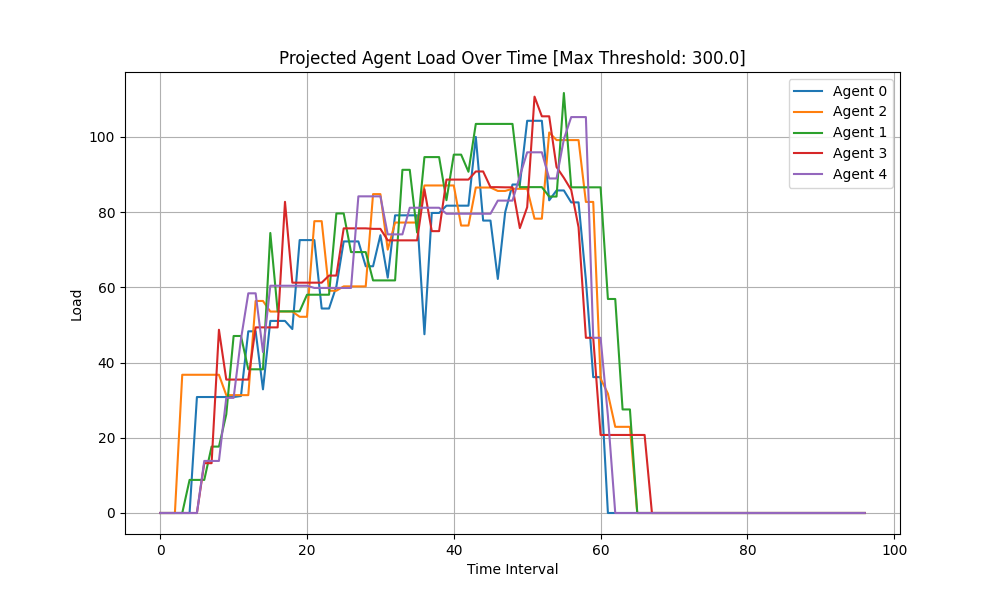 Projected Agent Load Over Time [Max Threshold: 300.0]
Agent 0
Agent 2
Agent 1
Agent 3
Agent 4
100
80
60
40
20
0
Load
0 20 40 60 80 100
Time Interval